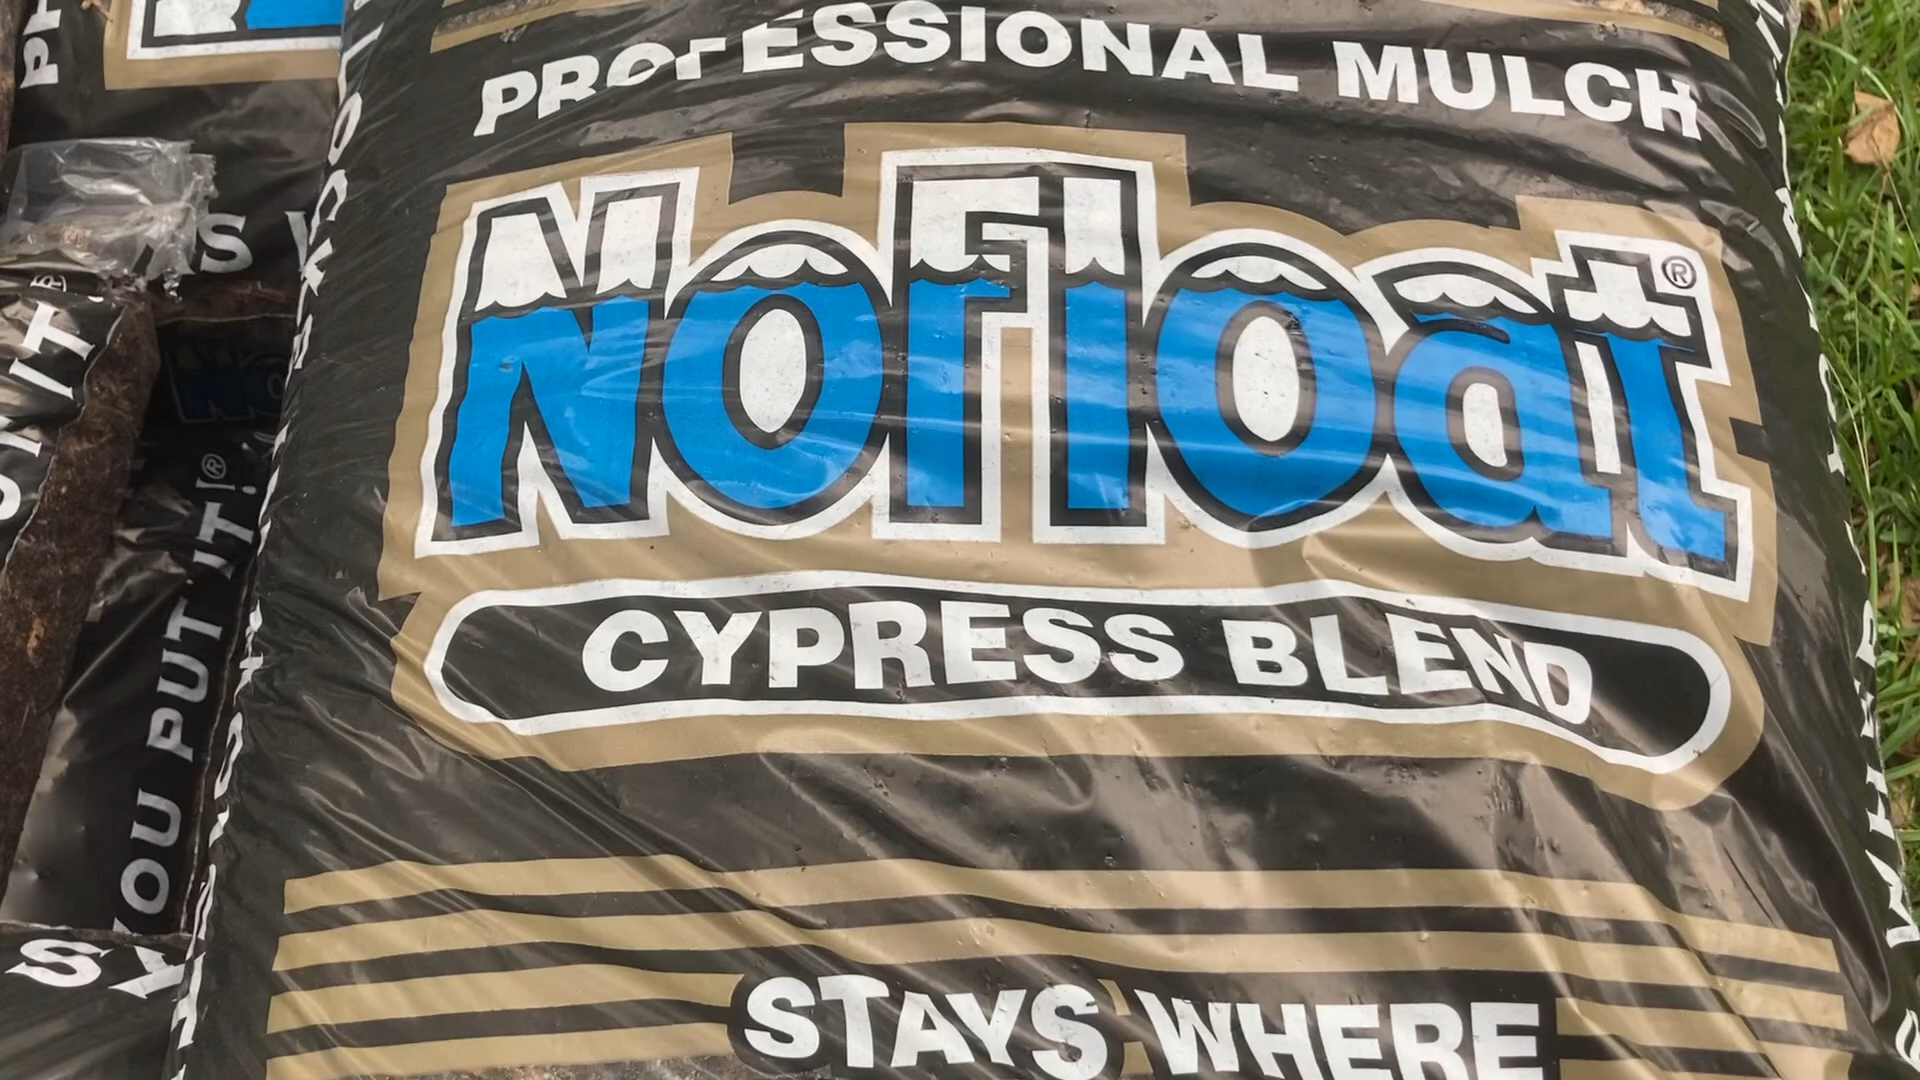 PROFESSIONAL MULCH
NoFloat®
CYPRESS BLEND
STAYS WHERE
YOU PUT IT!®